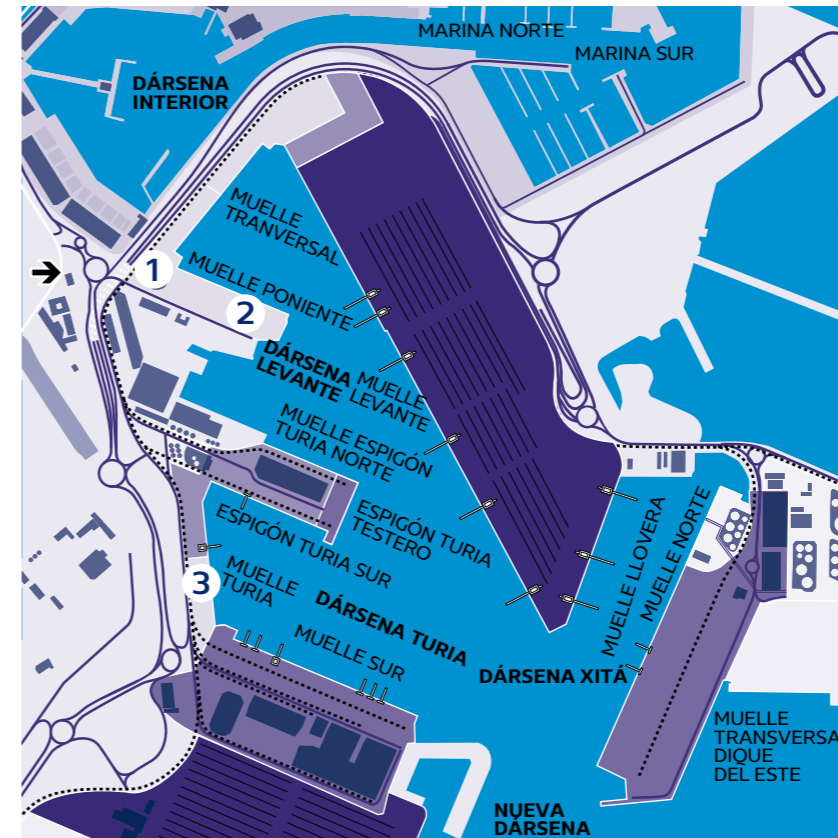 MARINA NORTE
MARINA SUR
DÁRSENA
INTERIOR
MUELLE
TRANVERSAL
1
MUELLE PONIENTE
2
DÁRSENA
LEVANTE
MUELLE
LEVANTE
MUELLE ESPIGÓN
TURIA NORTE
ESPIGÓN TURIA
TESTERO
ESPIGÓN TURIA SUR
MUELLE LLOVERA
MUELLE NORTE
3
MUELLE
TURIA
DÁRSENA TURIA
MUELLE SUR
DÁRSENA XITÁ
MUELLE
TRANSVERSA
DIQUE
DEL ESTE
NUEVA
DÁRSENA